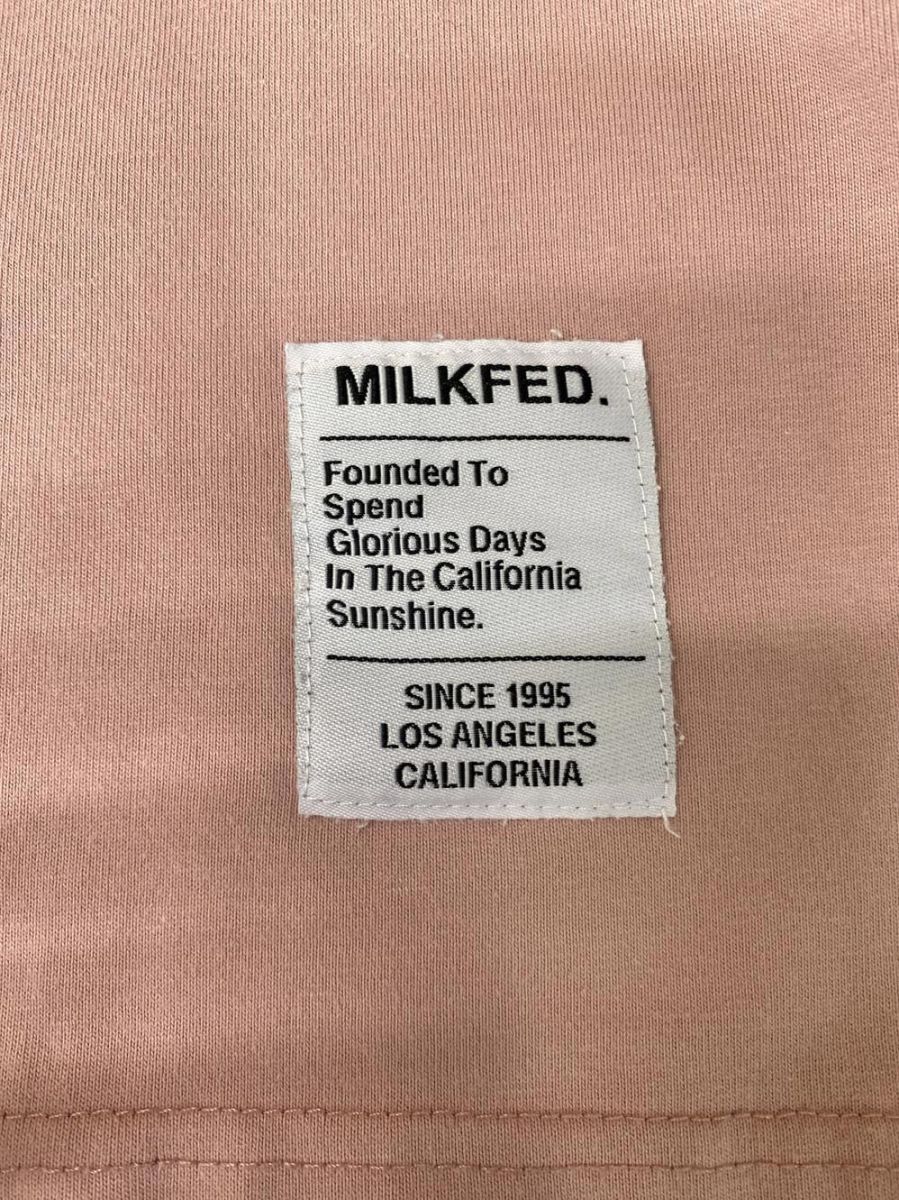 MILKFED.
Founded To
Spend
Glorious Days
In The California
Sunshine.
SINCE 1995
LOS ANGELES
CALIFORNIA